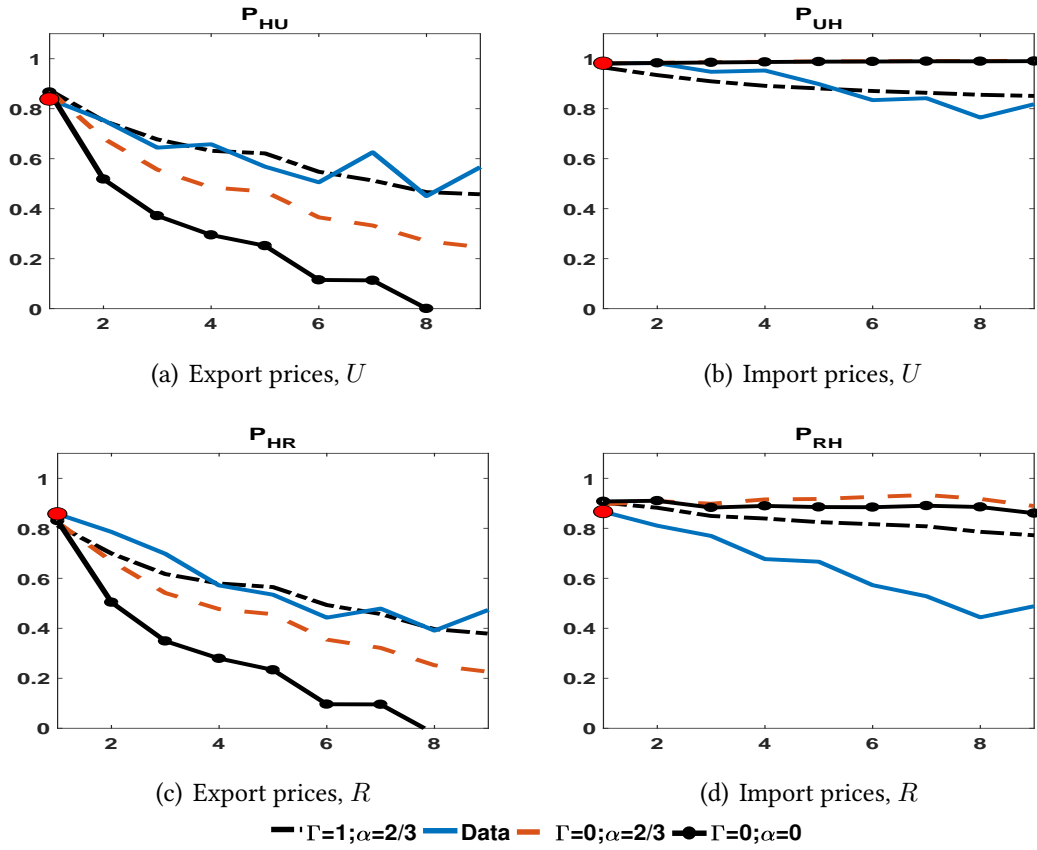 P_HU
1
0.8
0.6
0.4
0.2
0
2 4 6 8
(a) Export prices, U
P_UH
1
0.8
0.6
0.4
0.2
0
2 4 6 8
(b) Import prices, U
P_HR
1
0.8
0.6
0.4
0.2
0
2 4 6 8
(c) Export prices, R
P_RH
1
0.8
0.6
0.4
0.2
0
2 4 6 8
(d) Import prices, R
Γ=1;α=2/3 Data Γ=0;α=2/3 Γ=0;α=0